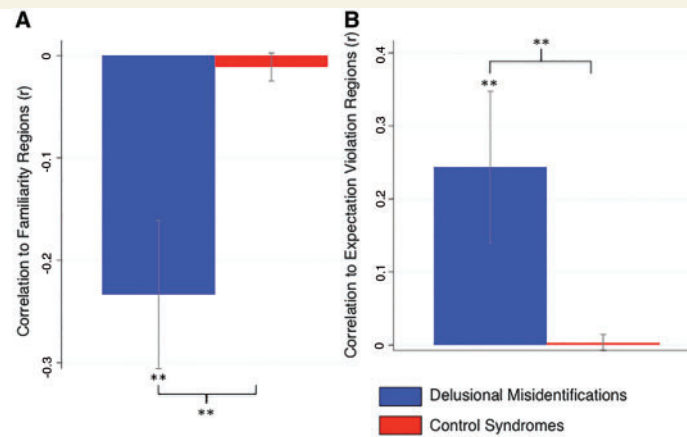 A
Correlation to Familiarity Regions (r)
0
-0.1
-0.2
-0.3
**
**
B
Correlation to Expectation Violation Regions (r)
0.4
0.3
0.2
0.1
0
**
**
Delusional Misidentifications
Control Syndromes